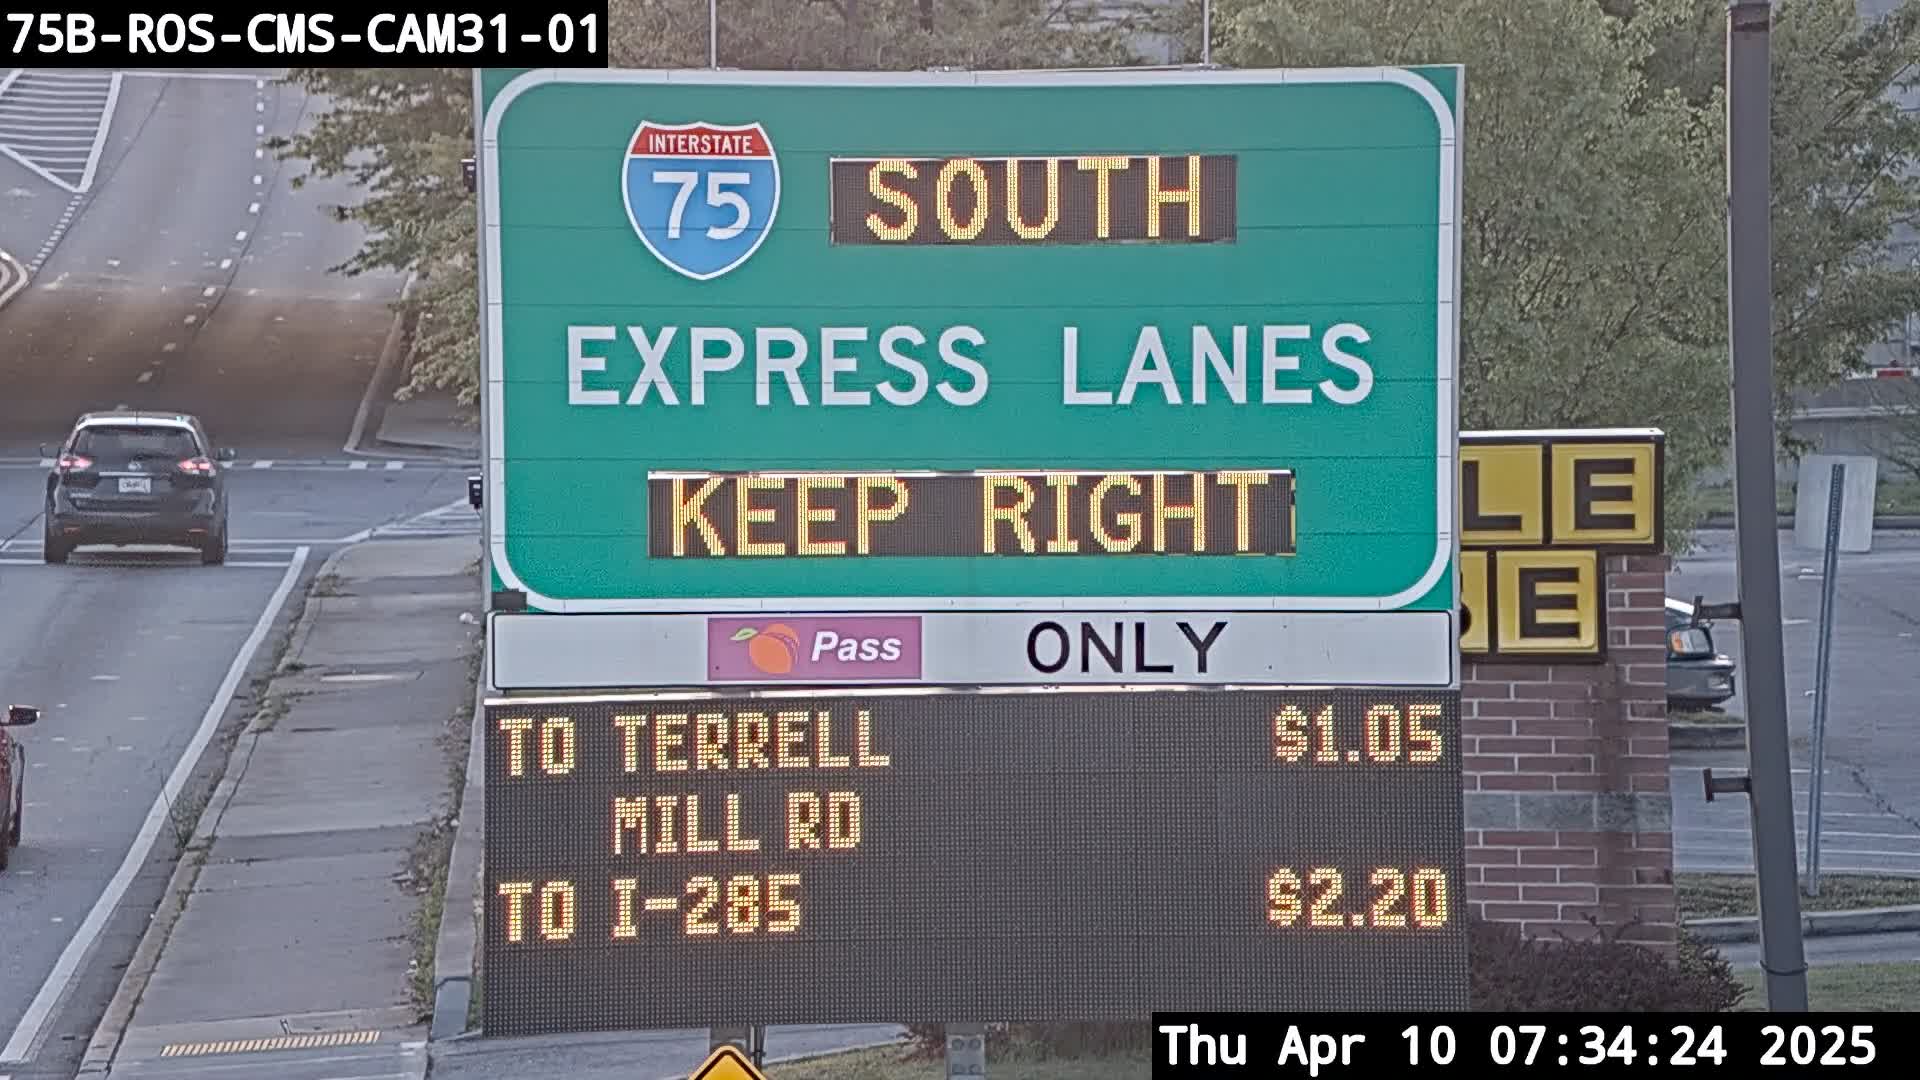 75B-ROS-CMS-CAM31-01
INTERSTATE
75
SOUTH
EXPRESS LANES
KEEP RIGHT
Pass ONLY
TO TERRELL $1.05
MILL RD
TO I-285 $2.20
LE
E
Thu Apr 10 07:34:24 2025